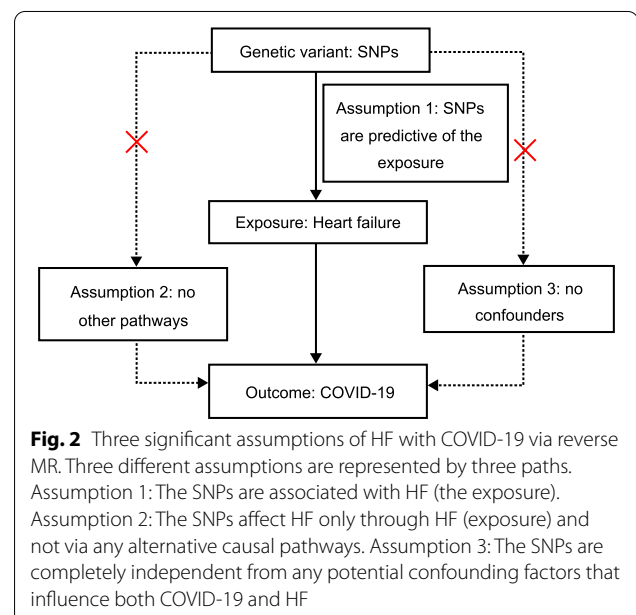 Genetic variant: SNPs
Assumption 1: SNPs
are predictive of the
exposure
Exposure: Heart failure
Assumption 2: no
other pathways
Assumption 3: no
confounders
Outcome: COVID-19
Fig. 2 Three significant assumptions of HF with COVID-19 via reverse
MR. Three different assumptions are represented by three paths.
Assumption 1: The SNPs are associated with HF (the exposure).
Assumption 2: The SNPs affect HF only through HF (exposure) and
not via any alternative causal pathways. Assumption 3: The SNPs are
completely independent from any potential confounding factors that
influence both COVID-19 and HF